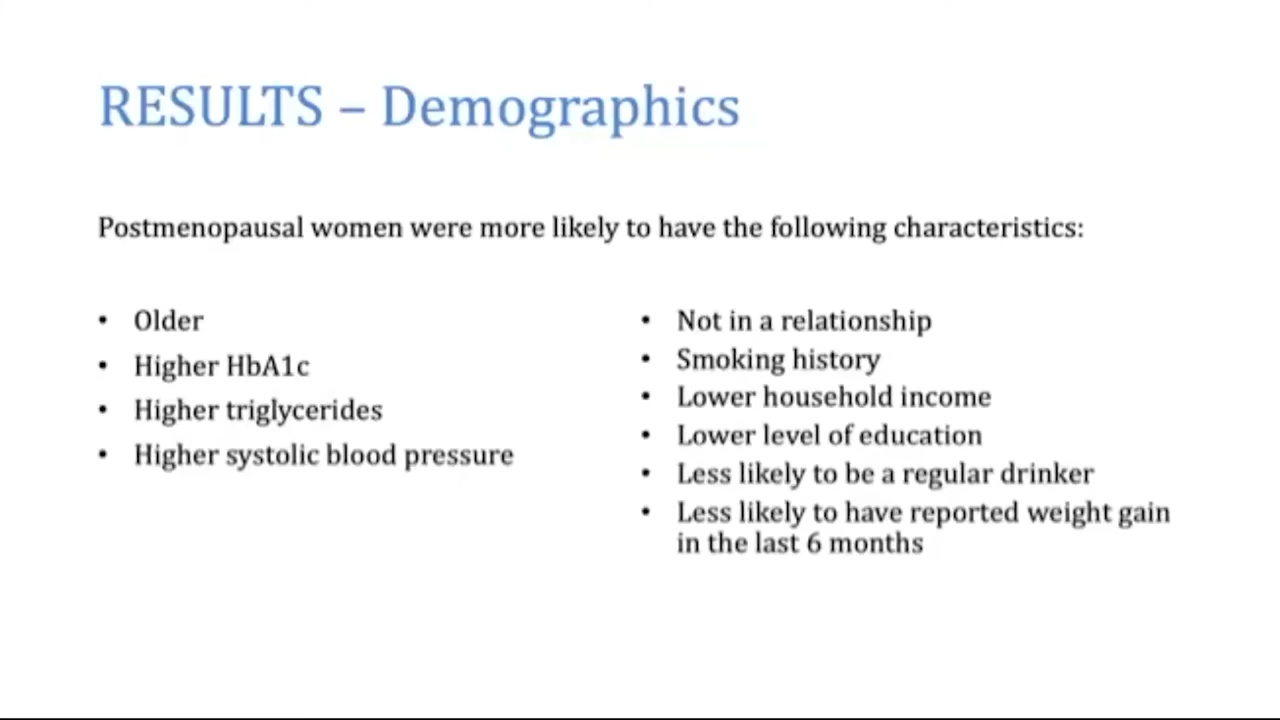 RESULTS – Demographics
Postmenopausal women were more likely to have the following characteristics:
• Older
• Higher HbA1c
• Higher triglycerides
• Higher systolic blood pressure
• Not in a relationship
• Smoking history
• Lower household income
• Lower level of education
• Less likely to be a regular drinker
• Less likely to have reported weight gain
in the last 6 months